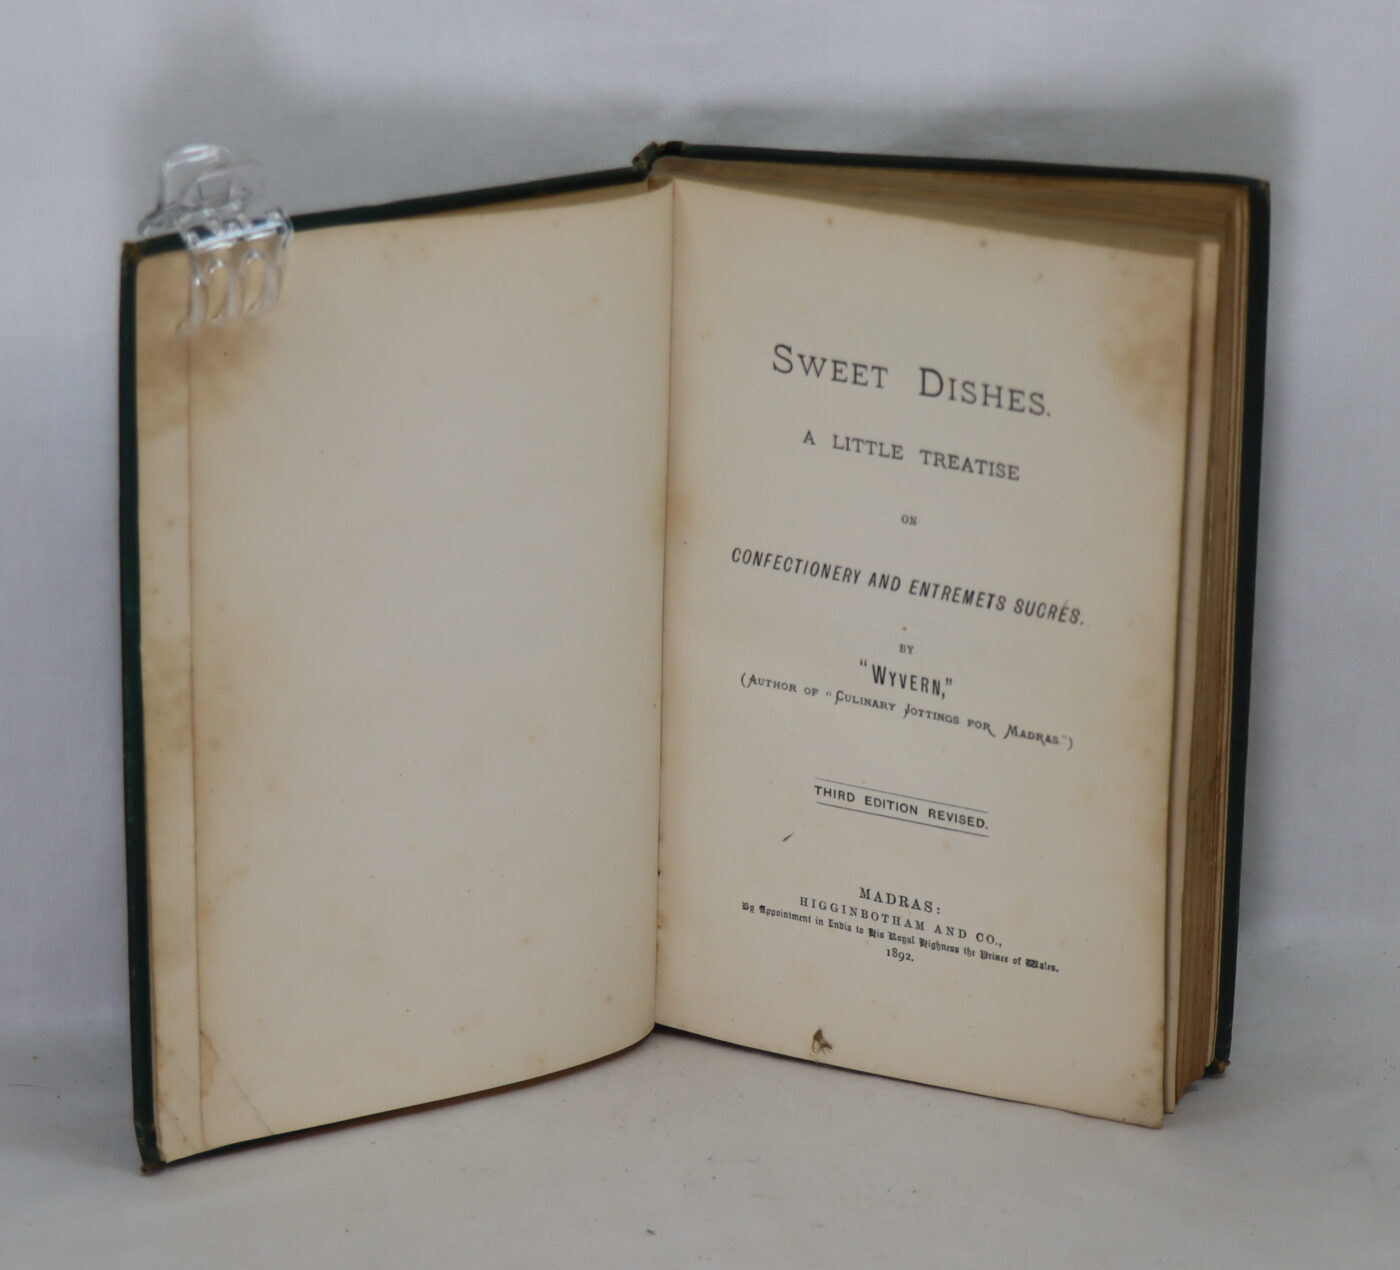 SWEET DISHES.
A LITTLE TREATISE
ON
CONFECTIONERY AND ENTREMETS SUCRÉS.
BY
"WYVERN,"
(AUTHOR OF "CULINARY JOTTINGS FOR MADRAS.")
THIRD EDITION REVISED.
MADRAS:
HIGGINBOTHAM AND CO.,
By Appointment in India to His Royal Highness the Prince of Wales.
1892.